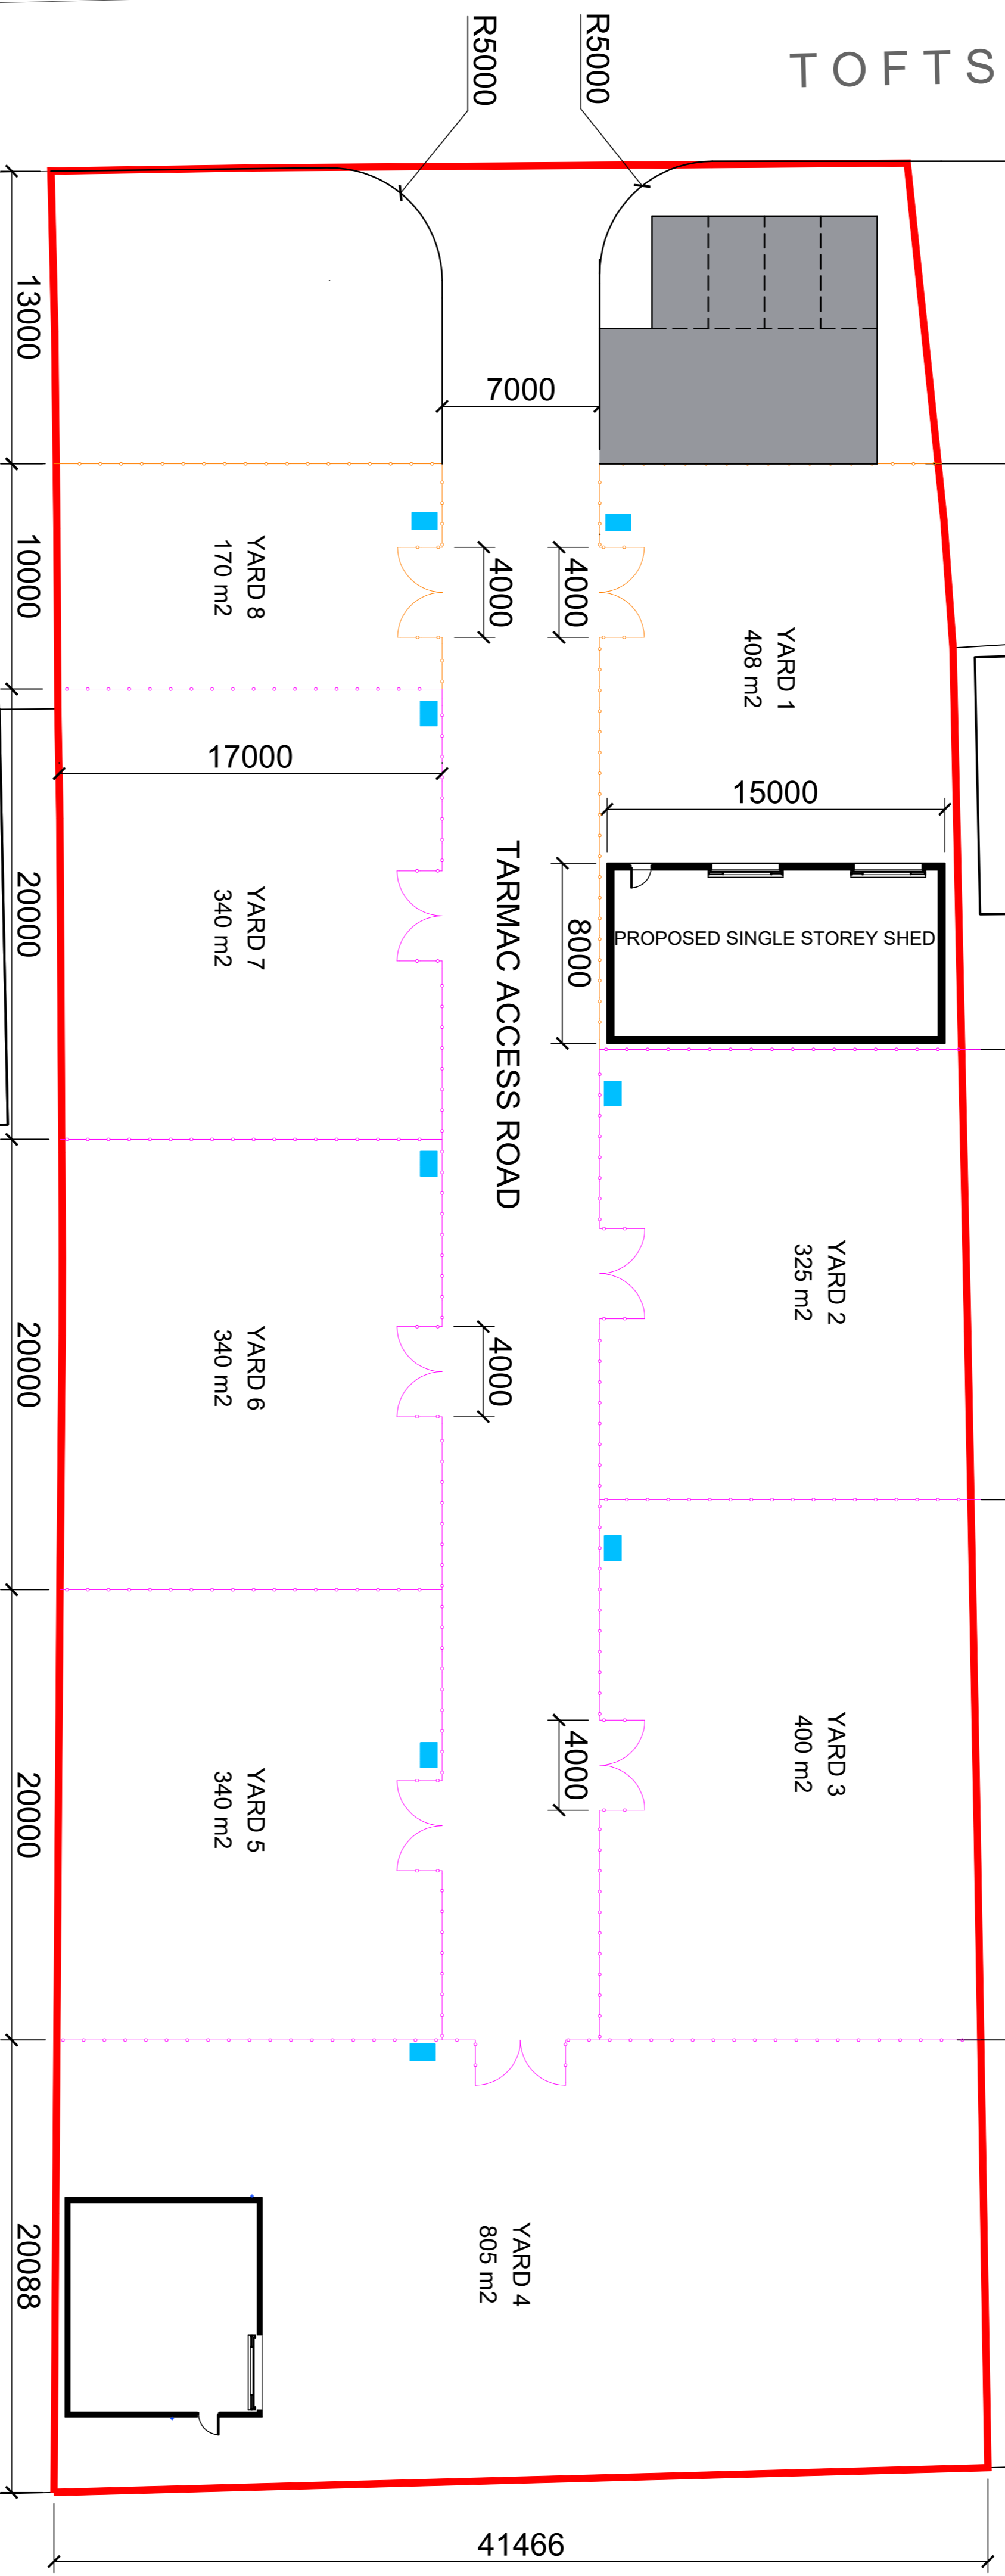 TOFTS
R5000
R5000
13000
7000
10000
YARD 8
170 m2
4000
4000
YARD 1
408 m2
17000
15000
20000
YARD 7
340 m2
TARMAC ACCESS ROAD
8000
PROPOSED SINGLE STOREY SHED
YARD 2
325 m2
20000
YARD 6
340 m2
4000
YARD 3
400 m2
4000
20000
YARD 5
340 m2
20088
YARD 4
805 m2
41466